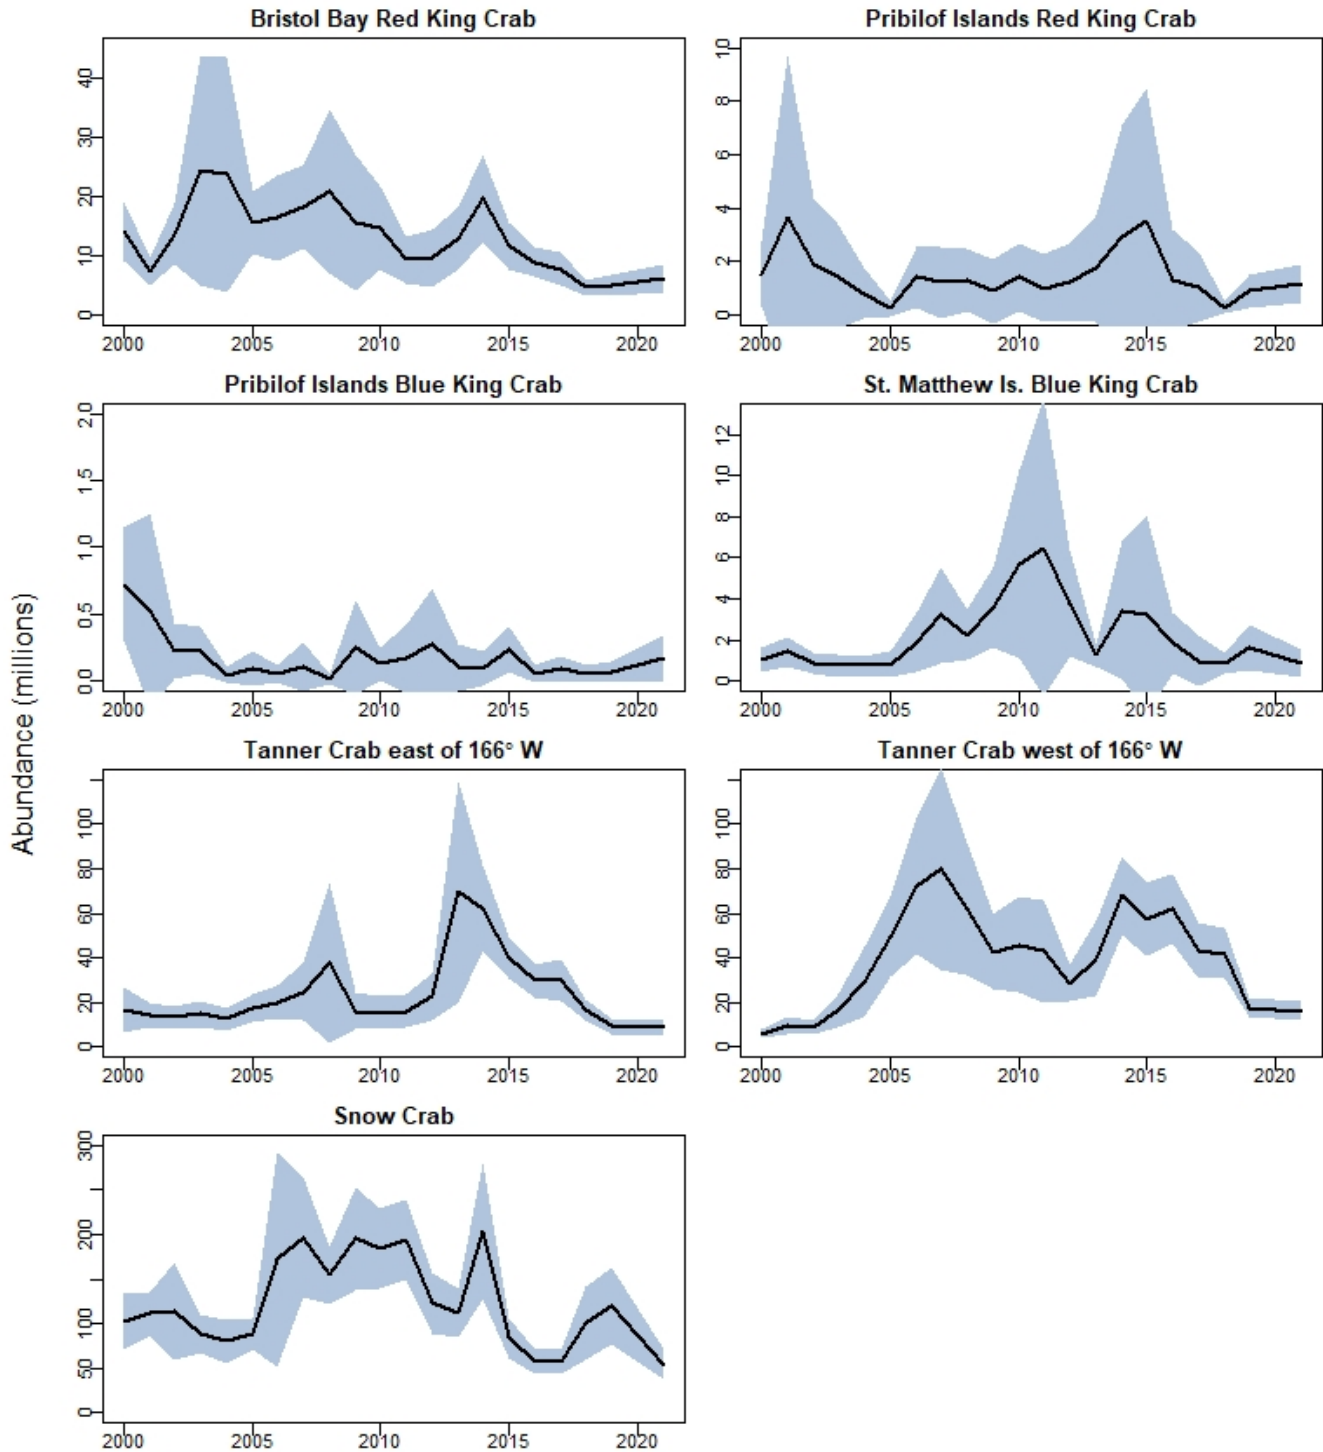 Bristol Bay Red King Crab
40
30
20
10
0
2000 2005 2010 2015 2020
Pribilof Islands Red King Crab
10
8
6
4
2
0
2000 2005 2010 2015 2020
Pribilof Islands Blue King Crab
2.0
1.5
1.0
0.5
0.0
2000 2005 2010 2015 2020
St. Matthew Is. Blue King Crab
12
10
8
6
4
2
0
2000 2005 2010 2015 2020
Abundance (millions)
Tanner Crab east of 166° W
100
80
60
40
20
0
2000 2005 2010 2015 2020
Tanner Crab west of 166° W
100
80
60
40
20
0
2000 2005 2010 2015 2020
Snow Crab
300
200
100
50
0
2000 2005 2010 2015 2020